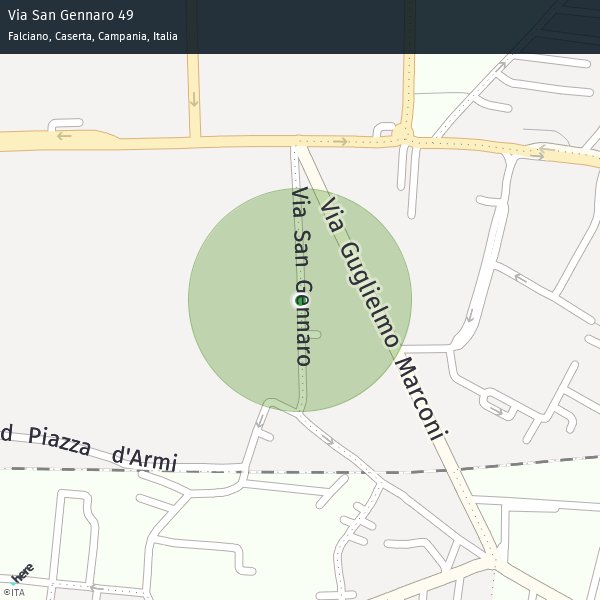 Via San Gennaro 49
Falciano, Caserta, Campania, Italia
Via San Gennaro
Via Guglielmo Marconi
d Piazza d'Armi
here
©ITA